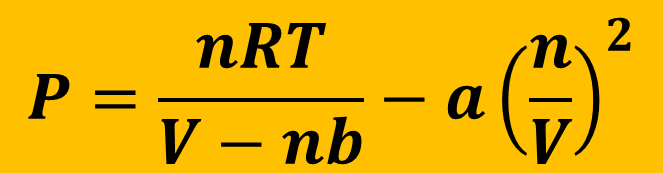 P = nRT / (V − nb) − a (n / V)²